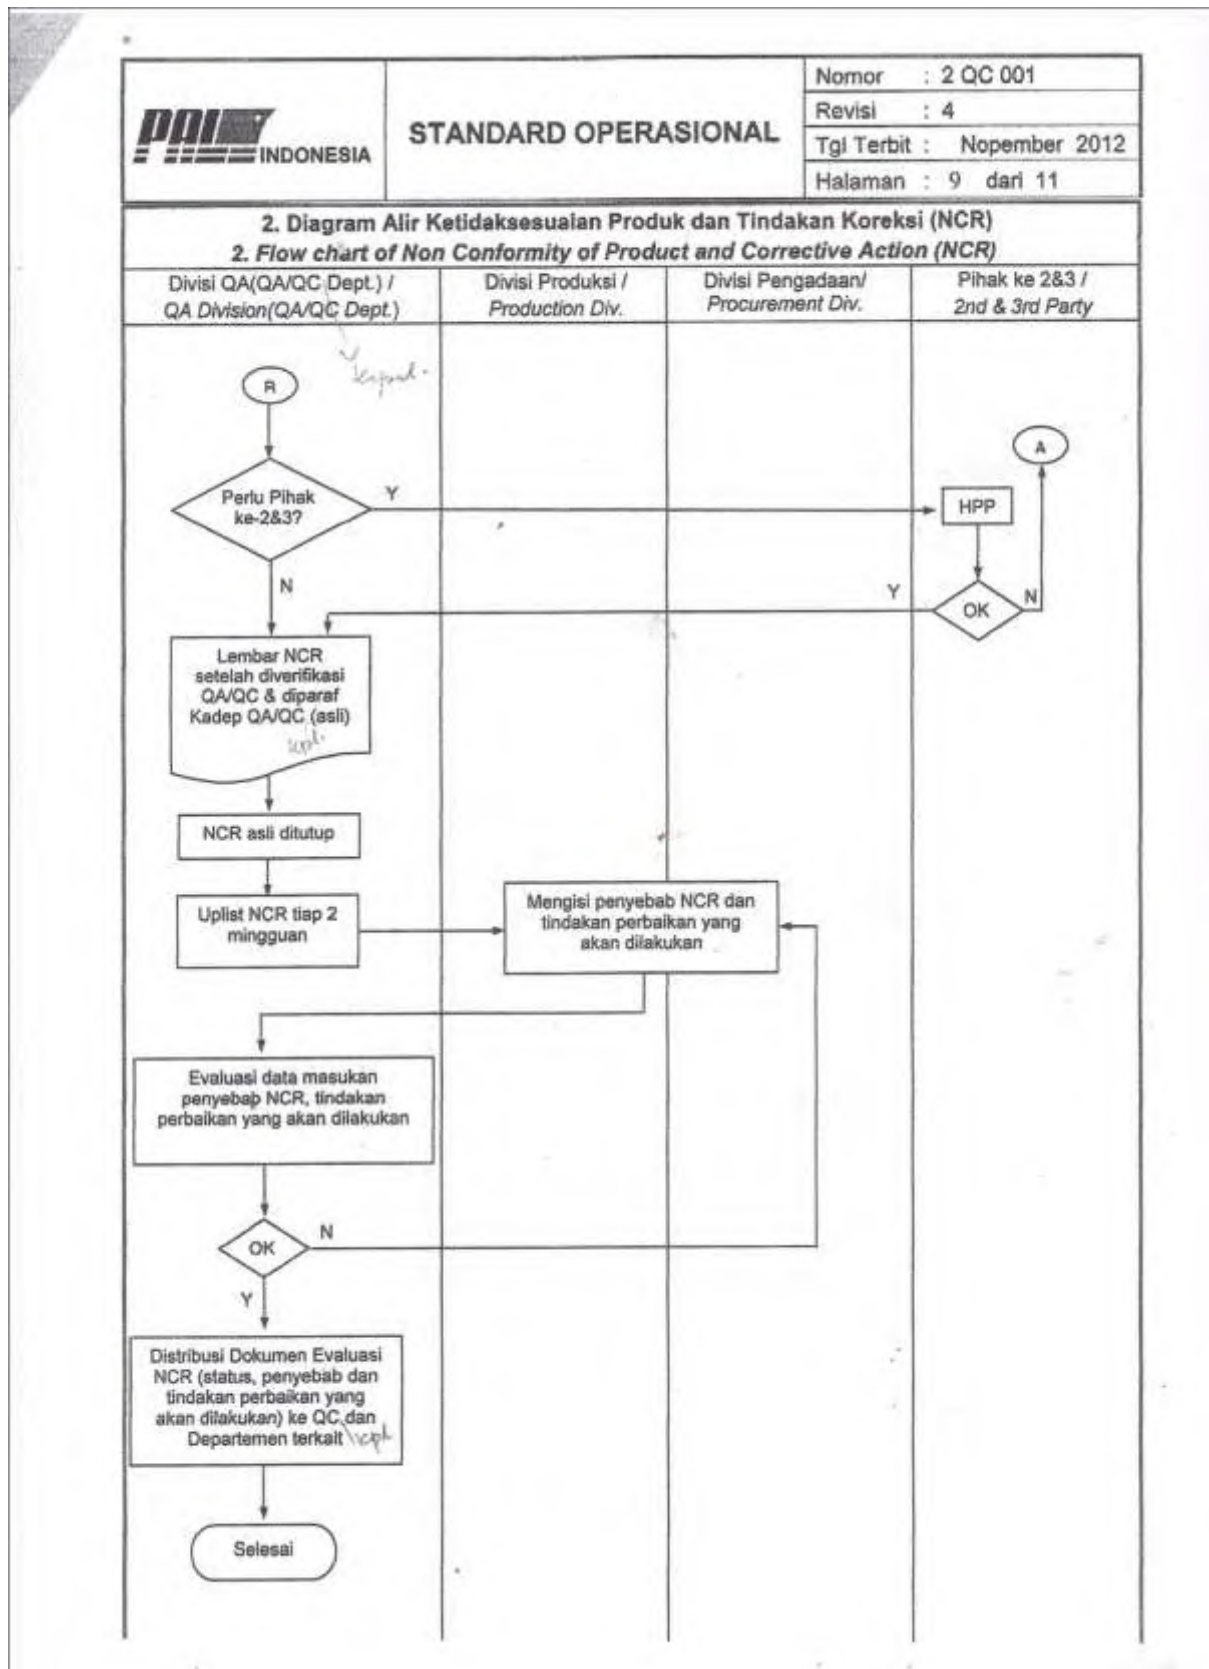 PAL
INDONESIA
STANDARD OPERASIONAL
Nomor : 2 QC 001
Revisi : 4
Tgl Terbit : Nopember 2012
Halaman : 9 dari 11
2. Diagram Alir Ketidaksesuaian Produk dan Tindakan Koreksi (NCR)
2. Flow chart of Non Conformity of Product and Corrective Action (NCR)
Divisi QA(QA/QC Dept.) /
QA Division(QA/QC Dept.)
Divisi Produksi /
Production Div.
Divisi Pengadaan/
Procurement Div.
Pihak ke 2&3 /
2nd & 3rd Party
R
A
Perlu Pihak
ke-2&3?
Y
HPP
N
Y
OK
N
Lembar NCR
setelah diverifikasi
QA/QC & diparaf
Kadep QA/QC (asli)
NCR asli ditutup
Uplist NCR tiap 2
mingguan
Mengisi penyebab NCR dan
tindakan perbaikan yang
akan dilakukan
Evaluasi data masukan
penyebab NCR, tindakan
perbaikan yang akan dilakukan
OK
N
Y
Distribusi Dokumen Evaluasi
NCR (status, penyebab dan
tindakan perbaikan yang
akan dilakukan) ke QC dan
Departemen terkait
Selesai